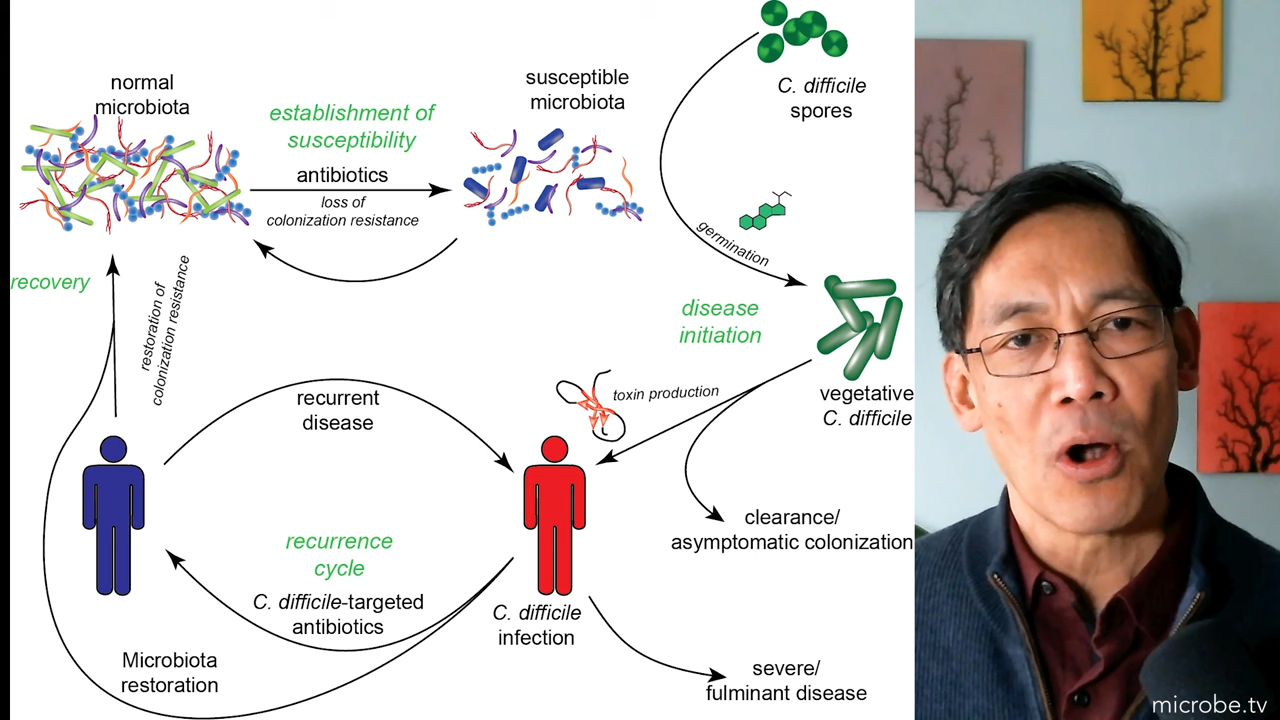 normal
microbiota
establishment of
susceptibility
antibiotics
loss of
colonization resistance
susceptible
microbiota
C. difficile
spores
germination
recovery
restoration of
colonization resistance
disease
initiation
vegetative
C. difficile
toxin production
recurrent
disease
clearance/
asymptomatic colonization
recurrence
cycle
C. difficile-targeted
antibiotics
C. difficile
infection
Microbiota
restoration
severe/
fulminant disease
microbe.tv